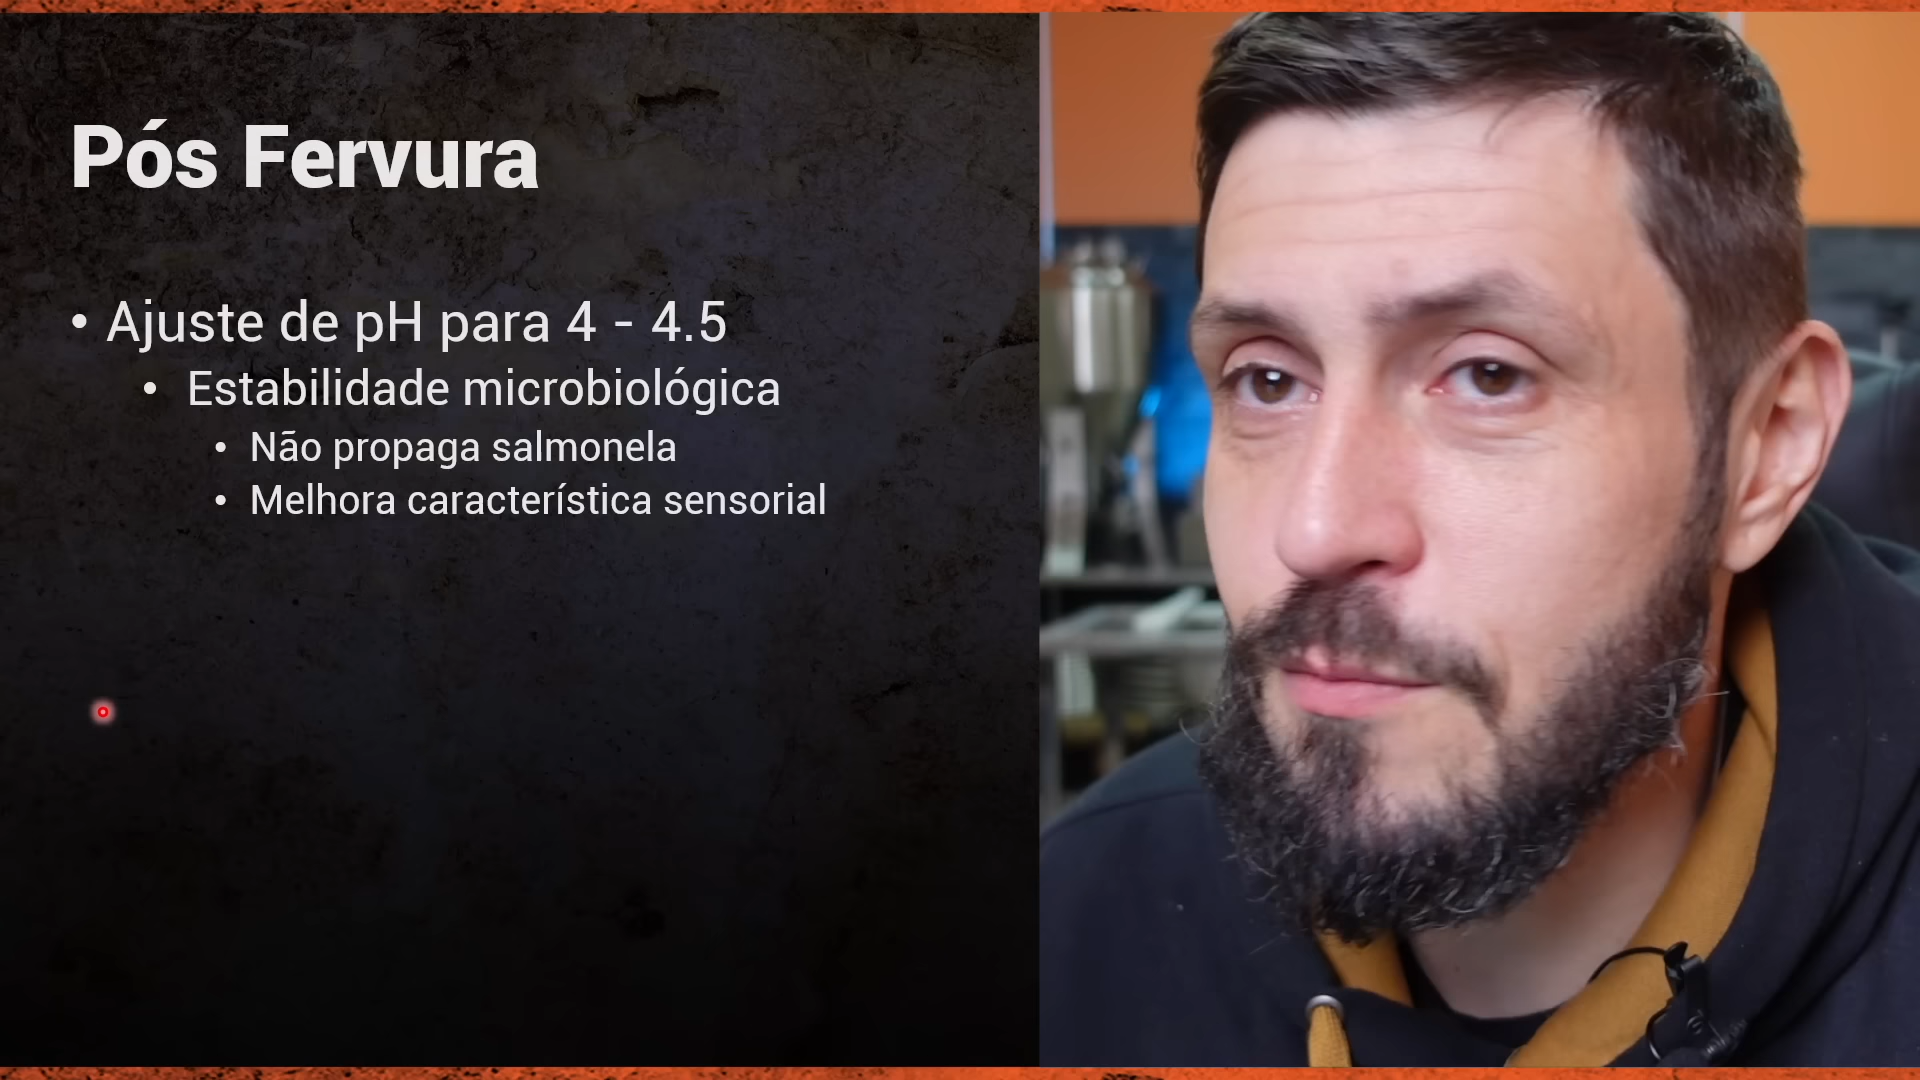 Pós Fervura
• Ajuste de pH para 4 - 4.5
• Estabilidade microbiológica
• Não propaga salmonela
• Melhora característica sensorial